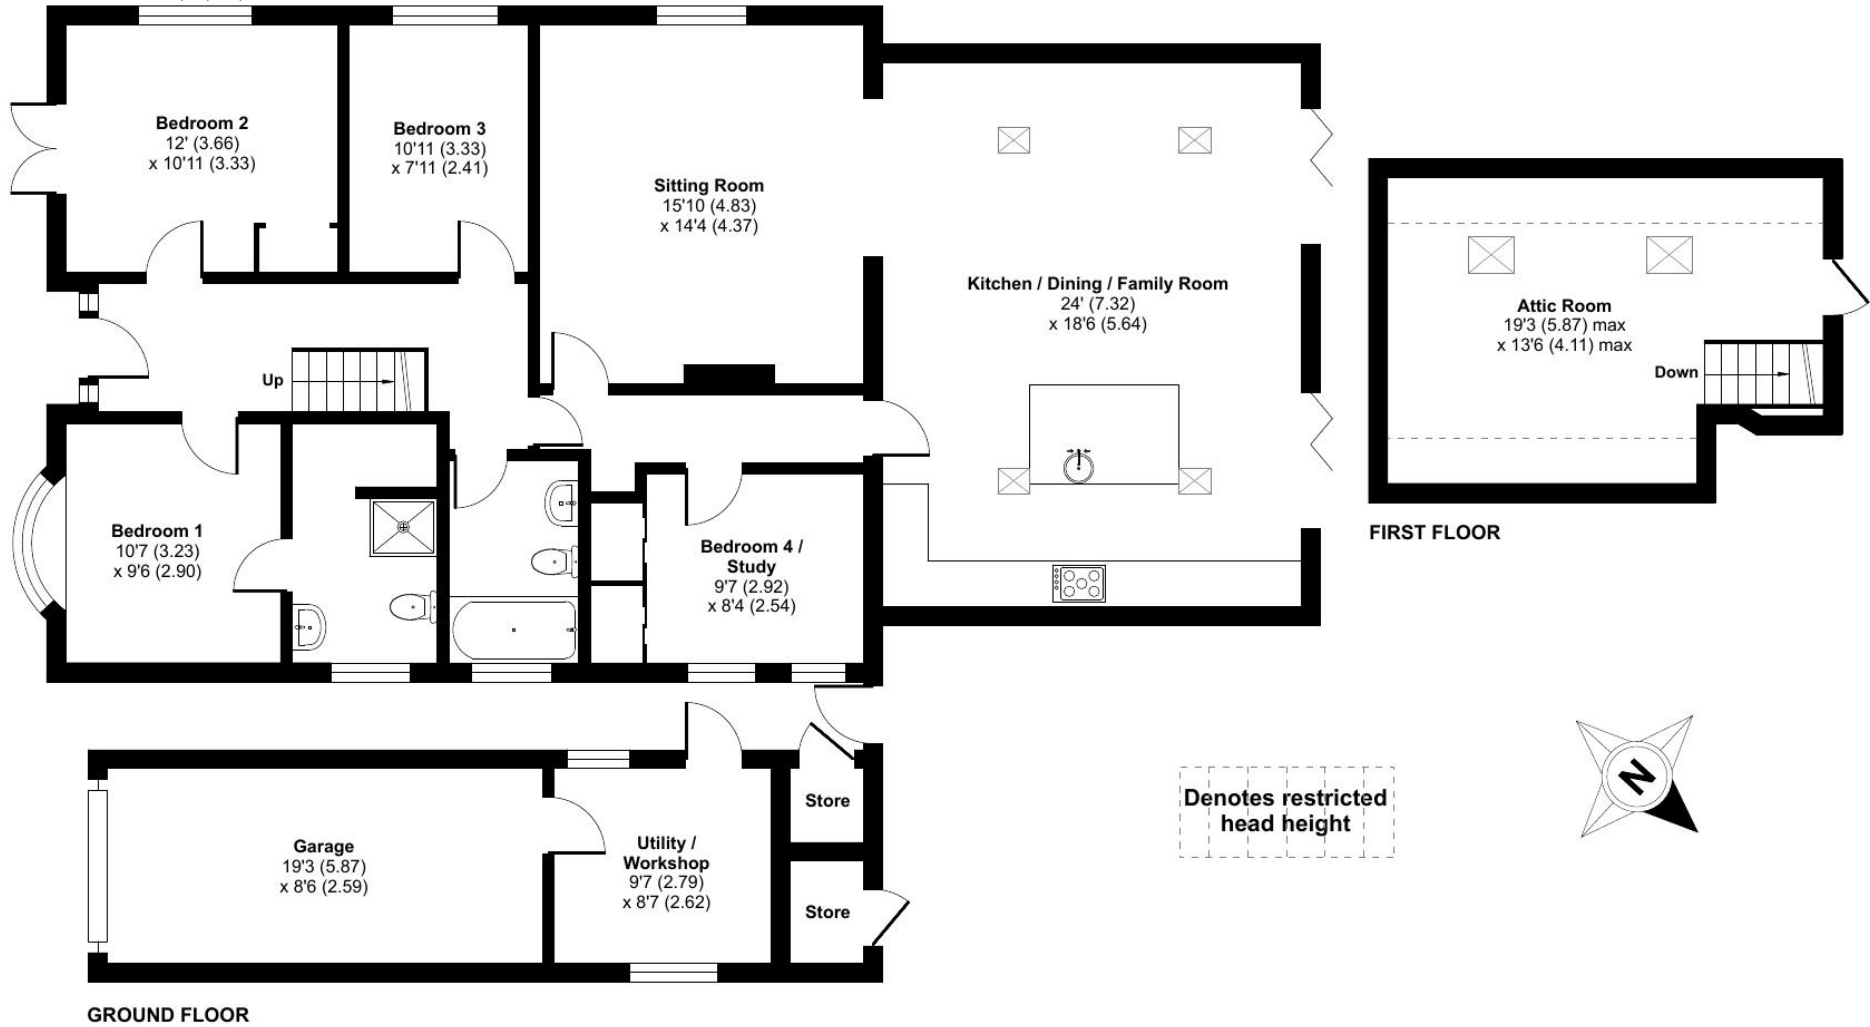 Bedroom 2
12' (3.66)
x 10'11 (3.33)
Bedroom 3
10'11 (3.33)
x 7'11 (2.41)
Sitting Room
15'10 (4.83)
x 14'4 (4.37)
Kitchen / Dining / Family Room
24' (7.32)
x 18'6 (5.64)
Attic Room
19'3 (5.87) max
x 13'6 (4.11) max
Down
FIRST FLOOR
Up
Bedroom 1
10'7 (3.23)
x 9'6 (2.90)
Bedroom 4 /
Study
9'7 (2.92)
x 8'4 (2.54)
Garage
19'3 (5.87)
x 8'6 (2.59)
Utility /
Workshop
9'7 (2.79)
x 8'7 (2.62)
Store
Store
Denotes restricted
head height
N
GROUND FLOOR